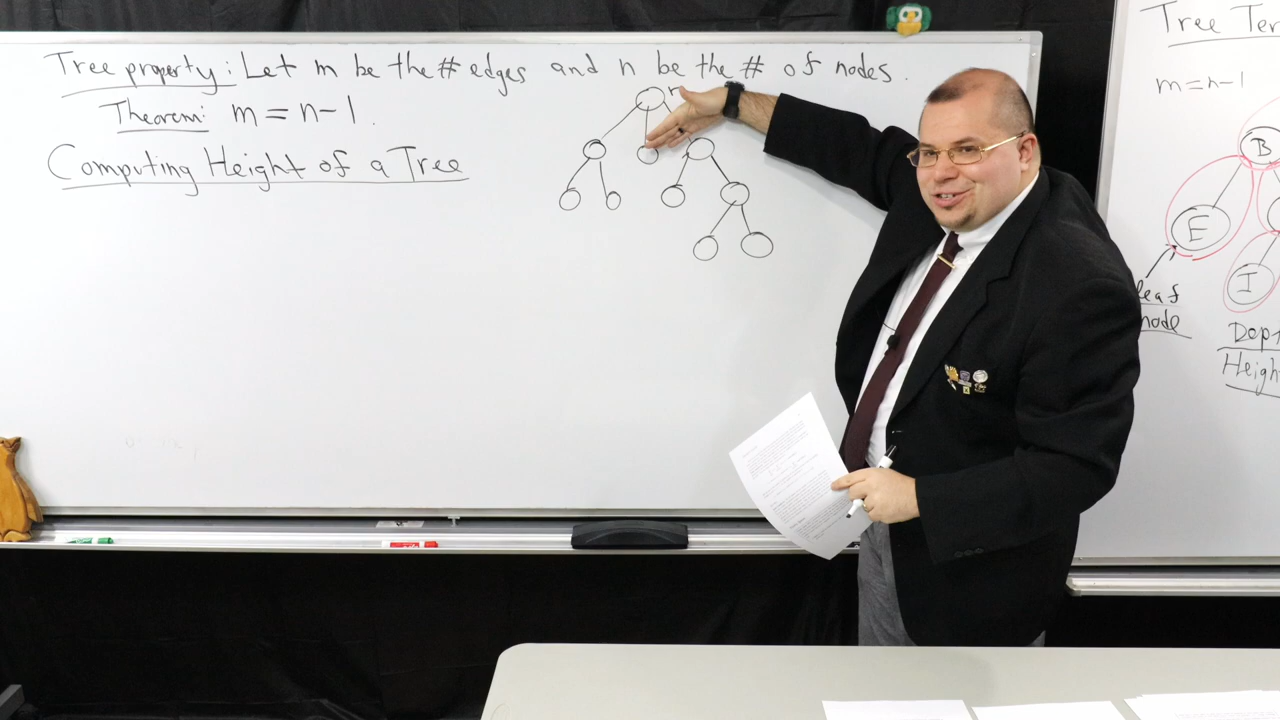 Tree property: Let m be the # edges and n be the # of nodes.
Theorem: m = n-1.
Computing Height of a Tree
r
Tree Ter
m=n-1
B
E
I
leaf
node
Dept
Heigh